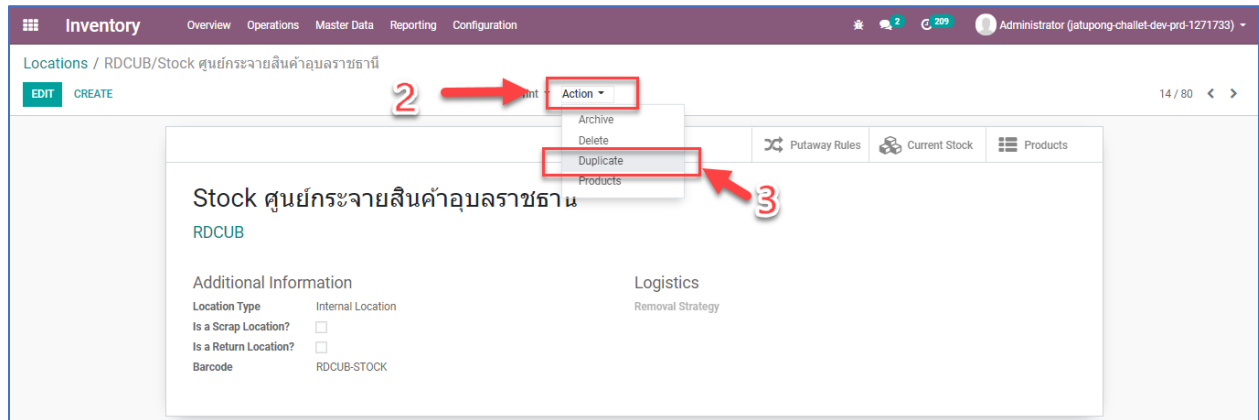 Inventory Overview Operations Master Data Reporting Configuration 2 209 Administrator (jatupong-challet-dev-prd-1271733)
Locations / RDCUB/Stock ศูนย์กระจายสินค้าอุบลราชธานี
EDIT CREATE 2 Action 14 / 80
Archive
Delete
Duplicate
Products
3
Putaway Rules Current Stock Products
Stock ศูนย์กระจายสินค้าอุบลราชธานี
RDCUB
Additional Information
Location Type Internal Location
Is a Scrap Location?
Is a Return Location?
Barcode RDCUB-STOCK
Logistics
Removal Strategy